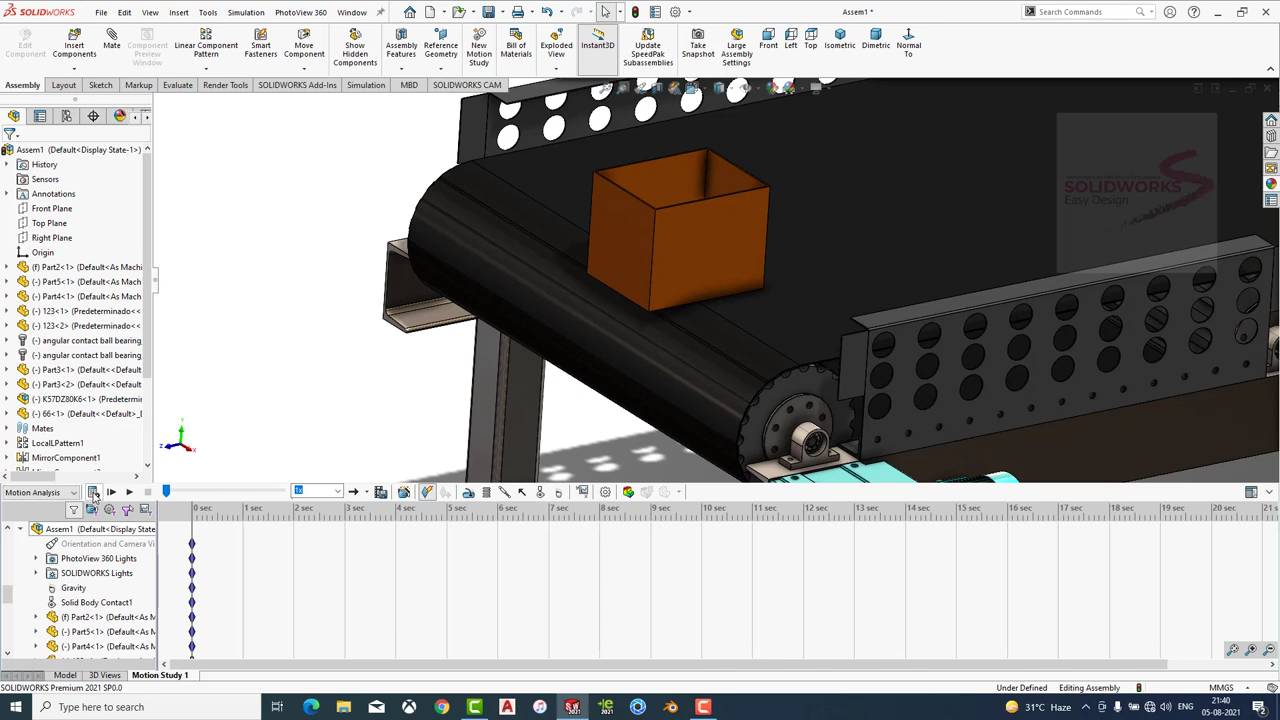 SOLIDWORKS File Edit View Insert Tools Simulation PhotoView 360 Window Assem1 * Search Commands
Edit Component
Insert Components
Mate
Component Preview Window
Linear Component Pattern
Smart Fasteners
Move Component
Show Hidden Components
Assembly Features
Reference Geometry
New Motion Study
Bill of Materials
Exploded View
Instant3D
Update SpeedPak Subassemblies
Take Snapshot
Large Assembly Settings
Front
Left
Top
Isometric
Dimetric
Normal To
Assembly Layout Sketch Markup Evaluate Render Tools SOLIDWORKS Add-Ins Simulation MBD SOLIDWORKS CAM
Assem1 (Default<Display State-1>)
History
Sensors
Annotations
Front Plane
Top Plane
Right Plane
Origin
(f) Part2<1> (Default<As Machi
(-) Part5<1> (Default<As Machi
(-) Part4<1> (Default<As Machi
(-) 123<1> (Predeterminado<<
(-) 123<2> (Predeterminado<<
(-) angular contact ball bearing_
(-) angular contact ball bearing_
(-) Part3<1> (Default<As Machi
(-) Part3<2> (Default<As Machi
(-) K57DZ80K6<1> (Predetermin
(-) 66<1> (Default<<Default>_D
Mates
LocalLPattern1
MirrorComponent1
SOLIDWORKS
Easy Design
Motion Analysis 1x
0 sec 1 sec 2 sec 3 sec 4 sec 5 sec 6 sec 7 sec 8 sec 9 sec 10 sec 11 sec 12 sec 13 sec 14 sec 15 sec 16 sec 17 sec 18 sec 19 sec 20 sec 21 s
Assem1 (Default<Display State
Orientation and Camera Vi
PhotoView 360 Lights
SOLIDWORKS Lights
Gravity
Solid Body Contact1
(f) Part2<1> (Default<As M
(-) Part5<1> (Default<As M
(-) Part4<1> (Default<As M
Model 3D Views Motion Study 1
SOLIDWORKS Premium 2021 SP0.0 Under Defined Editing Assembly MMGS
Type here to search 31°C Haze ENG 21:40
05-08-2021